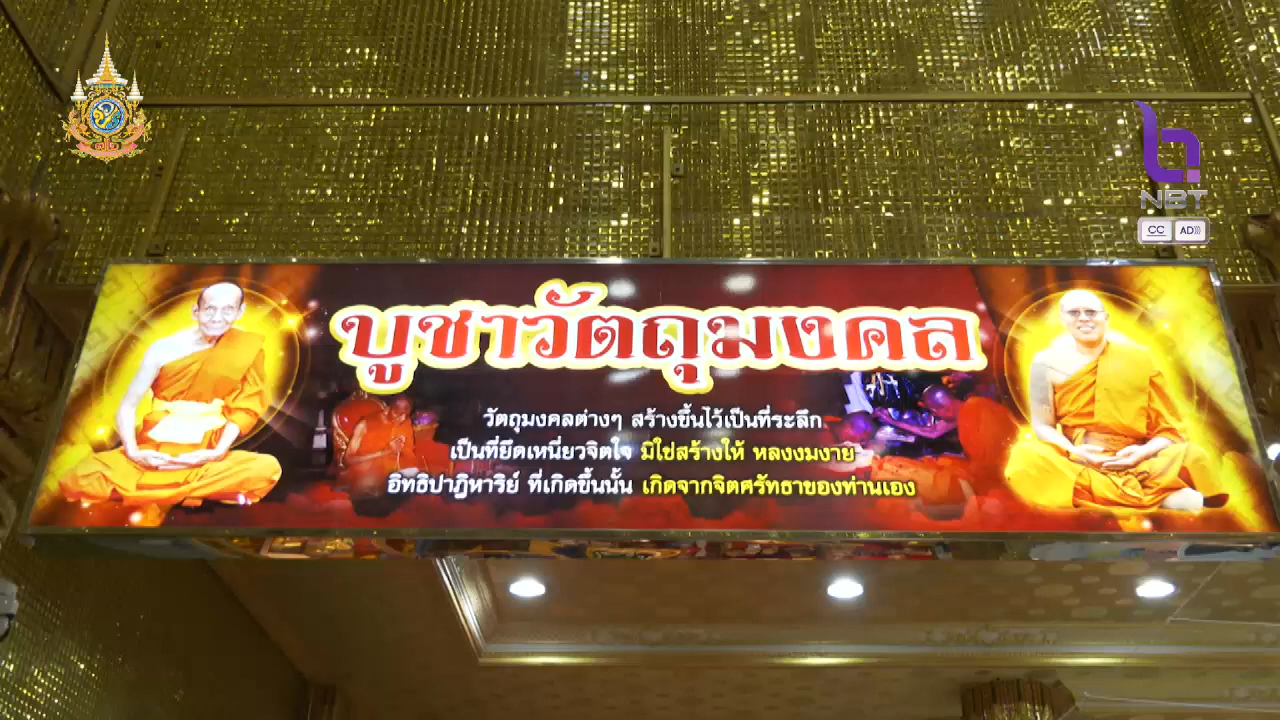 NBT
CC AD
บูชาวัตถุมงคล
วัตถุมงคลต่างๆ สร้างขึ้นไว้เป็นที่ระลึก
เป็นที่ยึดเหนี่ยวจิตใจ มิใช่สร้างให้ หลงงมงาย
อิทธิปาฏิหาริย์ ที่เกิดขึ้นนั้น เกิดจากจิตศรัทธาของท่านเอง